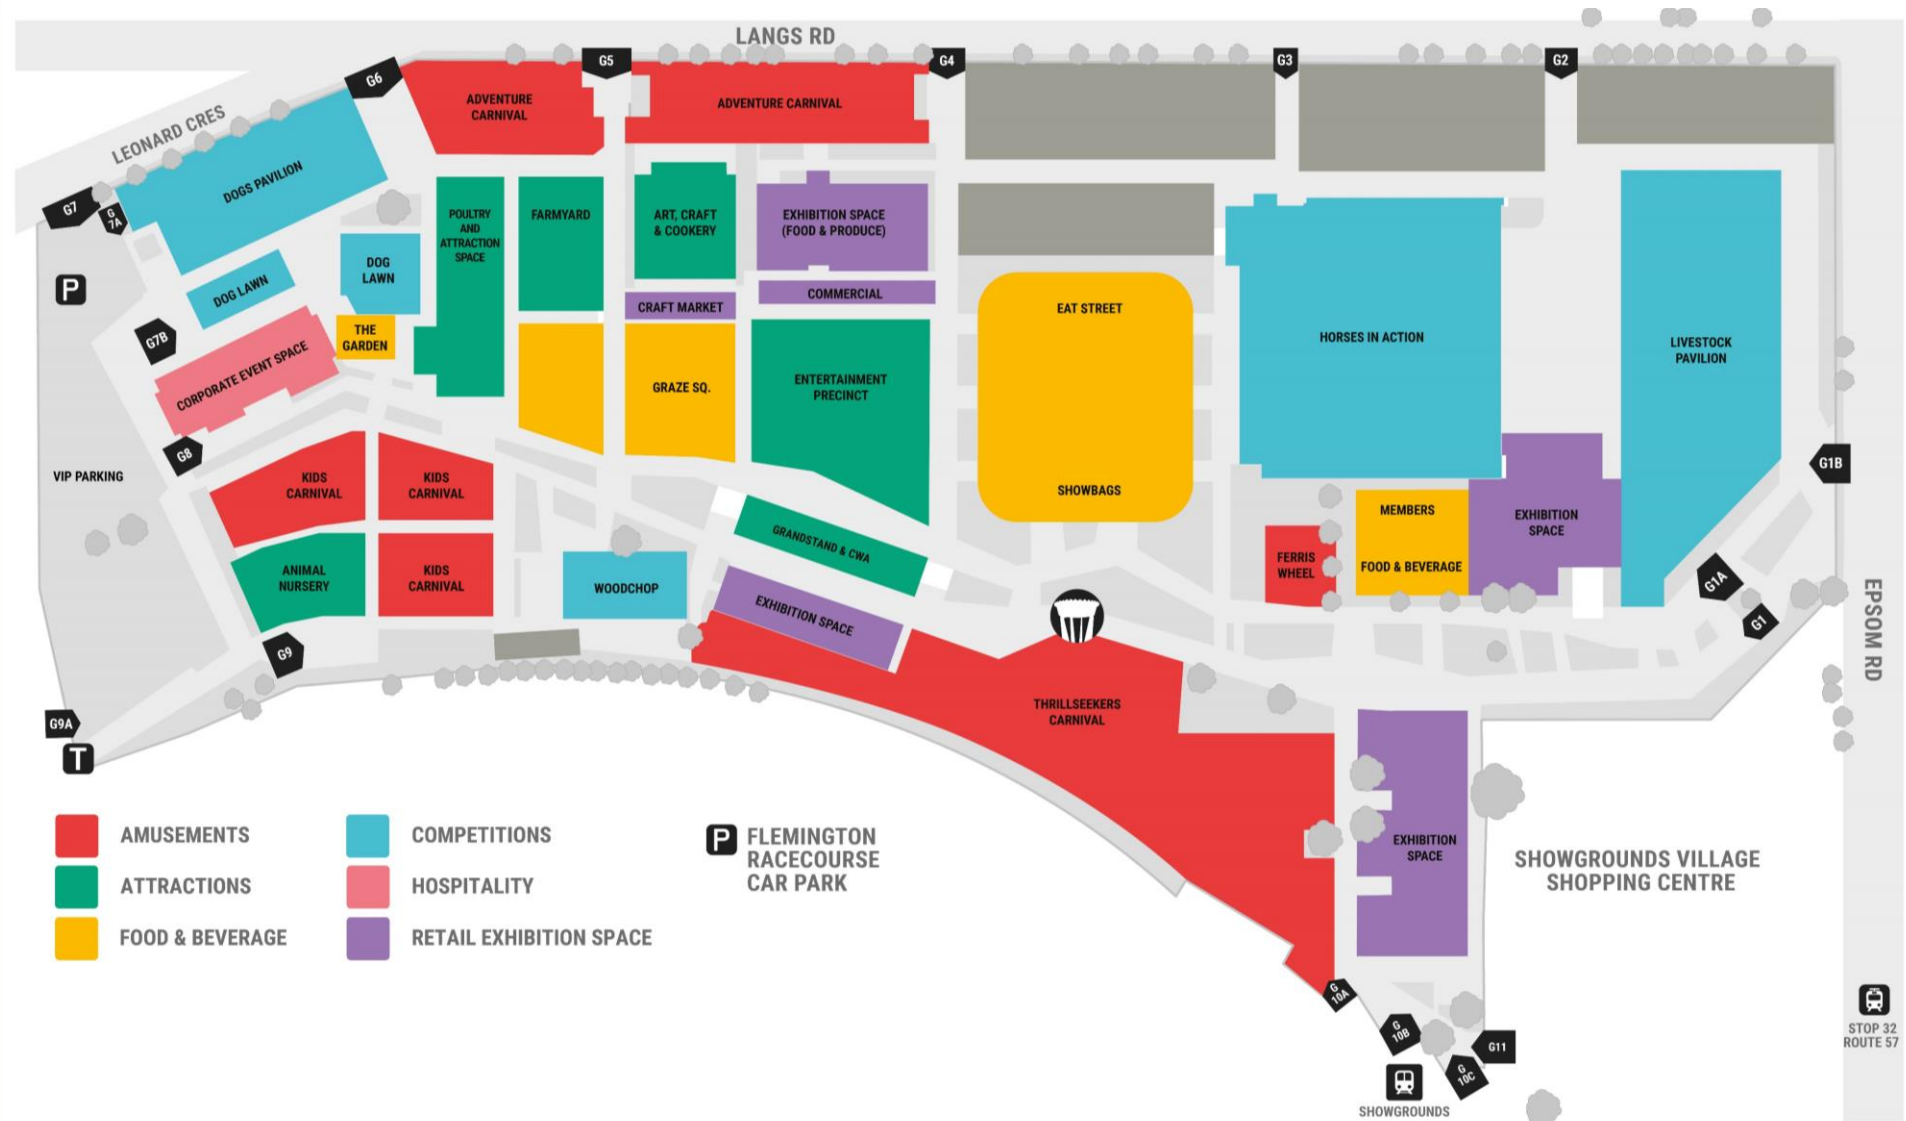 LANGS RD
G6
G5
G4
G3
G2
LEONARD CRES
ADVENTURE
CARNIVAL
ADVENTURE CARNIVAL
DOGS PAVILION
G7
G
7A
POULTRY
AND
ATTRACTION
SPACE
FARMYARD
ART, CRAFT
& COOKERY
EXHIBITION SPACE
(FOOD & PRODUCE)
DOG
LAWN
DOG LAWN
P
COMMERCIAL
CRAFT MARKET
EAT STREET
G7B
THE
GARDEN
HORSES IN ACTION
LIVESTOCK
PAVILION
CORPORATE EVENT SPACE
GRAZE SQ.
ENTERTAINMENT
PRECINCT
G8
G1B
VIP PARKING
KIDS
CARNIVAL
KIDS
CARNIVAL
SHOWBAGS
MEMBERS
EXHIBITION
SPACE
GRANDSTAND & CWA
FERRIS
WHEEL
FOOD & BEVERAGE
ANIMAL
NURSERY
KIDS
CARNIVAL
WOODCHOP
EXHIBITION SPACE
G1A
G1
EPSOM RD
G9
THRILLSEEKERS
CARNIVAL
G9A
T
AMUSEMENTS
COMPETITIONS
ATTRACTIONS
HOSPITALITY
FOOD & BEVERAGE
RETAIL EXHIBITION SPACE
P
FLEMINGTON
RACECOURSE
CAR PARK
EXHIBITION
SPACE
SHOWGROUNDS VILLAGE
SHOPPING CENTRE
G
10A
G
10B
G11
G
10C
SHOWGROUNDS
STOP 32
ROUTE 57